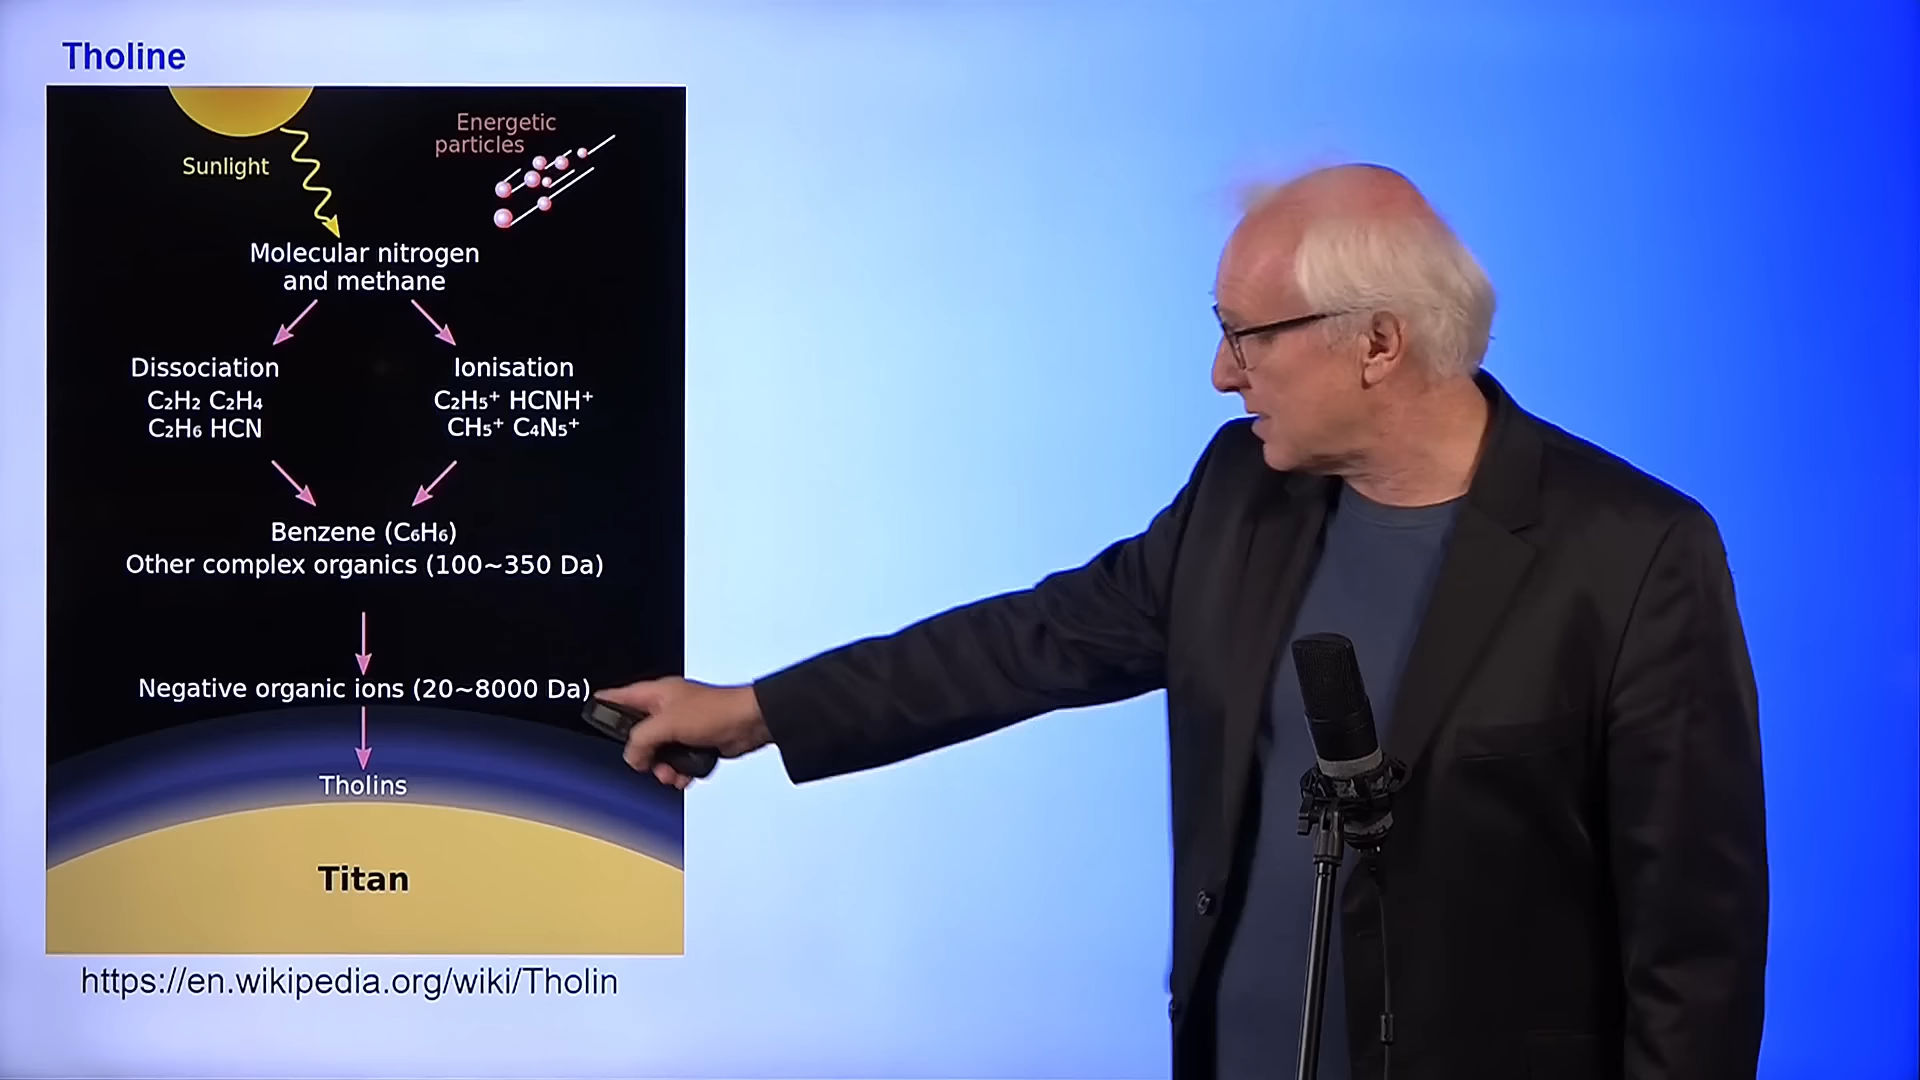 Tholine
Energetic
particles
Sunlight
Molecular nitrogen
and methane
Dissociation
C₂H₂ C₂H₄
C₂H₆ HCN
Ionisation
C₂H₅⁺ HCNH⁺
CH₅⁺ C₄N₅⁺
Benzene (C₆H₆)
Other complex organics (100~350 Da)
Negative organic ions (20~8000 Da)
Tholins
Titan
https://en.wikipedia.org/wiki/Tholin